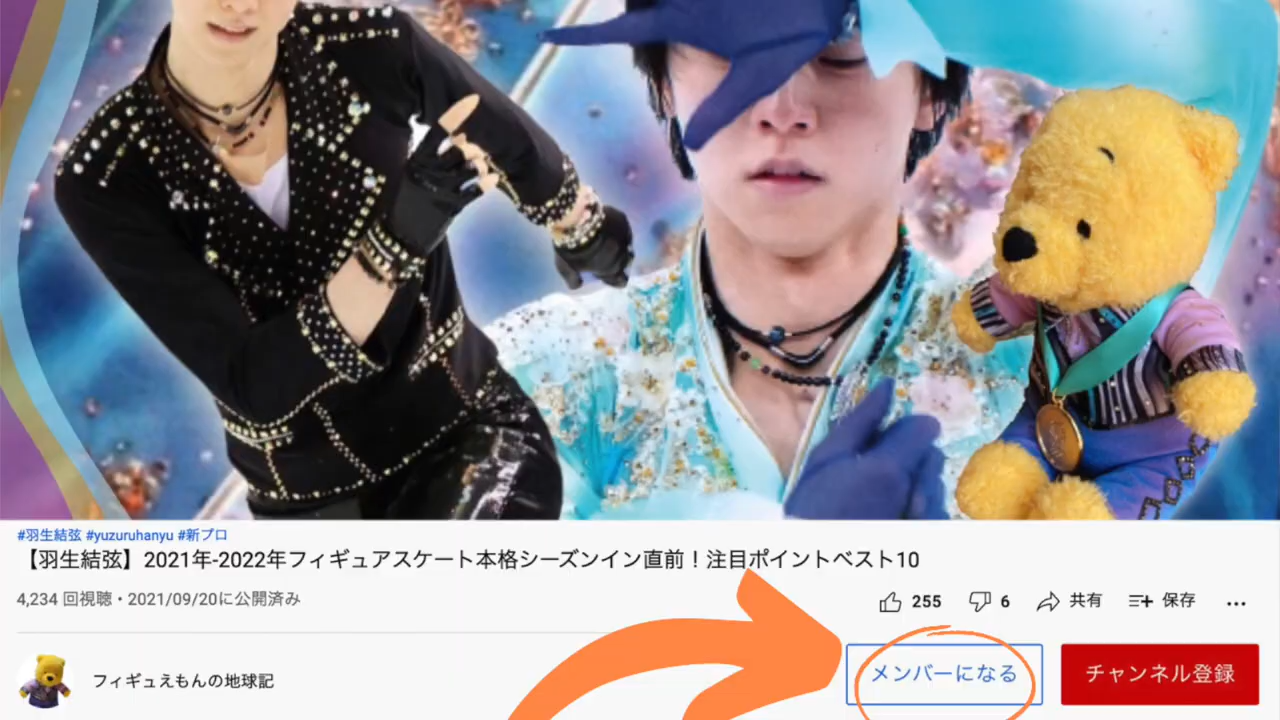 #羽生結弦 #yuzuruhanyu #新プロ
【羽生結弦】2021年-2022年フィギュアスケート本格シーズンイン直前！注目ポイントベスト10
4,234 回視聴・2021/09/20に公開済み
255 6 共有 保存 …
メンバーになる チャンネル登録
フィギュえもんの地球記